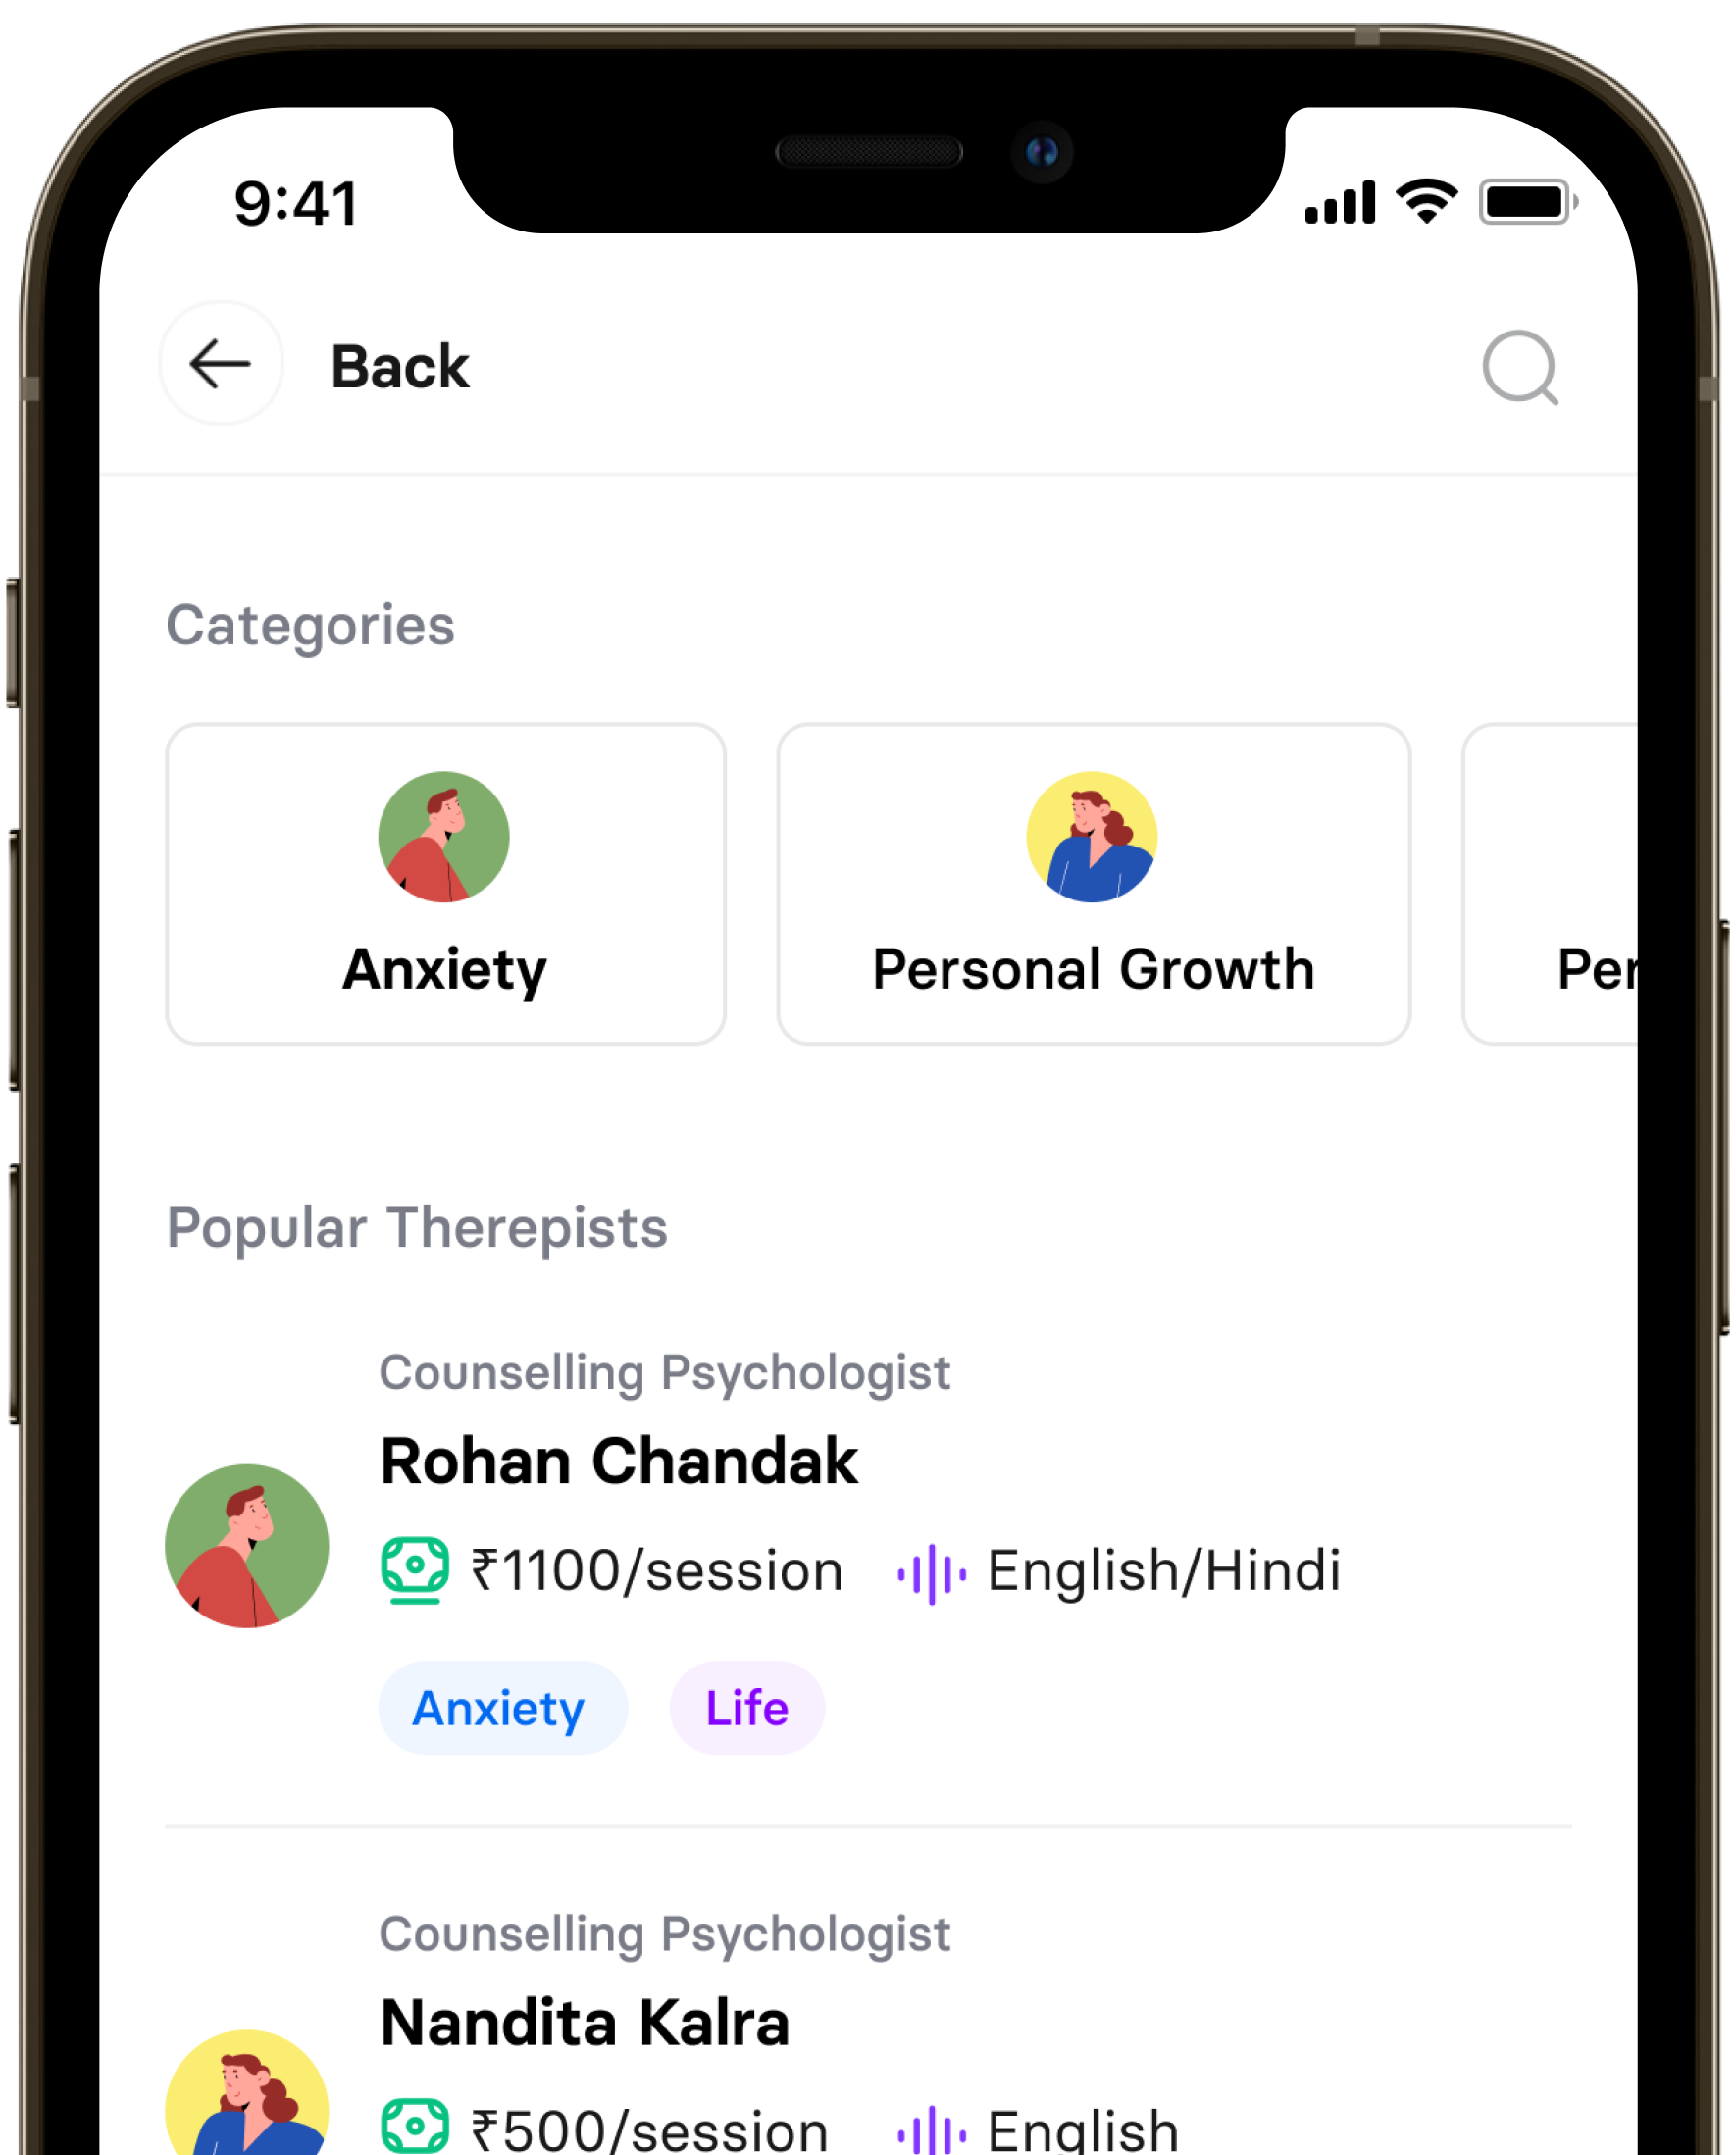 9:41
Back
Categories
Anxiety
Personal Growth
Per
Popular Therepists
Counselling Psychologist
Rohan Chandak
₹1100/session
English/Hindi
Anxiety
Life
Counselling Psychologist
Nandita Kalra
₹500/session
English